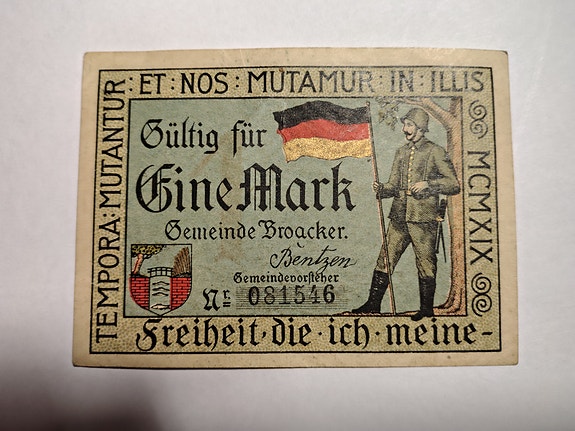 TEMPORA:MUTANTUR:ET:NOS:MUTAMUR:IN:ILLIS
MCMXIX
Gültig für
Eine Mark
Gemeinde Broacker.
Bentzen
Gemeindevorsteher
Nr. 081546
Freiheit·die·ich·meine-